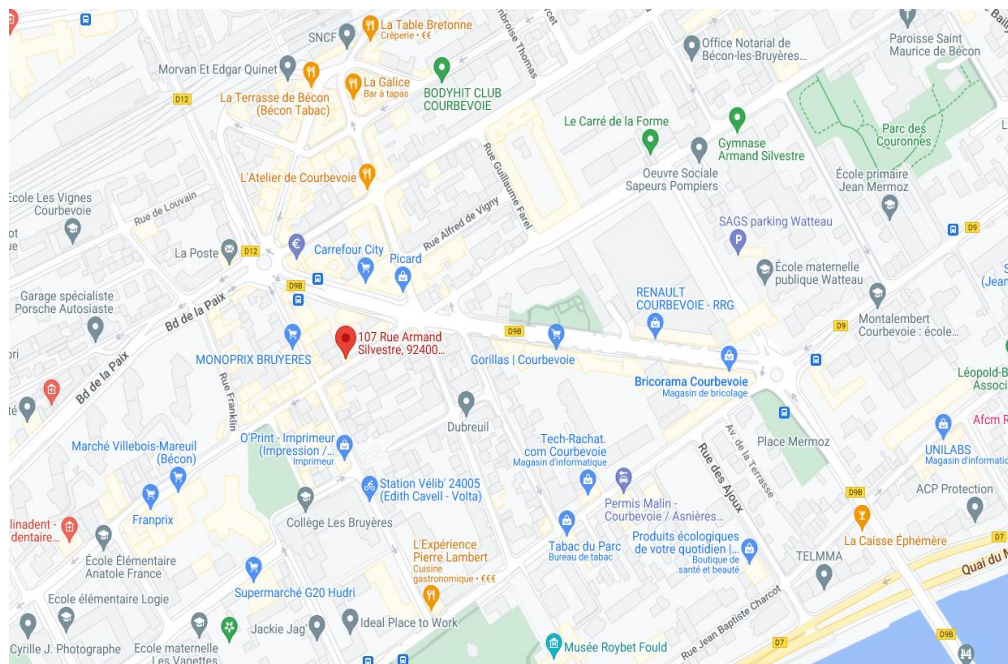 La Table Bretonne
Crêperie • €€
SNCF
Ambroise Thomas
Office Notarial de
Bécon-les-Bruyères...
Paroisse Saint
Maurice de Bécon
Morvan Et Edgar Quinet
La Terrasse de Bécon
(Bécon Tabac)
La Galice
Bar à tapas
BODYHIT CLUB
COURBEVOIE
D12
Le Carré de la Forme
Gymnase
Armand Silvestre
Parc des
Couronnes
Rue Guillaume Farel
L'Atelier de Courbevoie
Oeuvre Sociale
Sapeurs Pompiers
École primaire
Jean Mermoz
Ecole Les Vignes
Courbevoie
Rue de Louvain
Rue Alfred de Vigny
SAGS parking Watteau
D9
La Poste
D12
Carrefour City
Picard
École maternelle
publique Watteau
Garage spécialiste
Porsche Autosiaste
Bd de la Paix
D9B
RENAULT
COURBEVOIE - RRG
Montalembert
Courbevoie : école...
D9
D9B
107 Rue Armand
Silvestre, 92400...
MONOPRIX BRUYERES
Gorillas | Courbevoie
Bricorama Courbevoie
Magasin de bricolage
Bd de la Paix
Rue Franklin
Dubreuil
Place Mermoz
Av. de la Terrasse
Rue des Ajoux
Marché Villebois-Mareuil
(Bécon)
O'Print - Imprimeur
(Impression /...
Imprimeur
Tech-Rachat.
com Courbevoie
Magasin d'informatique
UNILABS
Magasin d'informatic
Station Vélib' 24005
(Edith Cavell - Volta)
Permis Malin -
Courbevoie / Asnières...
ACP Protection
D9B
Franprix
Collège Les Bruyères
La Caisse Éphémère
École Élémentaire
Anatole France
L'Expérience
Pierre Lambert
Cuisine
gastronomique • €€€
Tabac du Parc
Bureau de tabac
Produits écologiques
de votre quotidien |...
Boutique de
santé et beauté
TELMMA
D7
Quai du
Supermarché G20 Hudri
Ecole élémentaire Logie
Rue Jean Baptiste Charcot
Jackie Jag'
Ideal Place to Work
Cyrille J. Photographe
Ecole maternelle
Les Vanettes
Musée Roybet Fould
D7
D9B